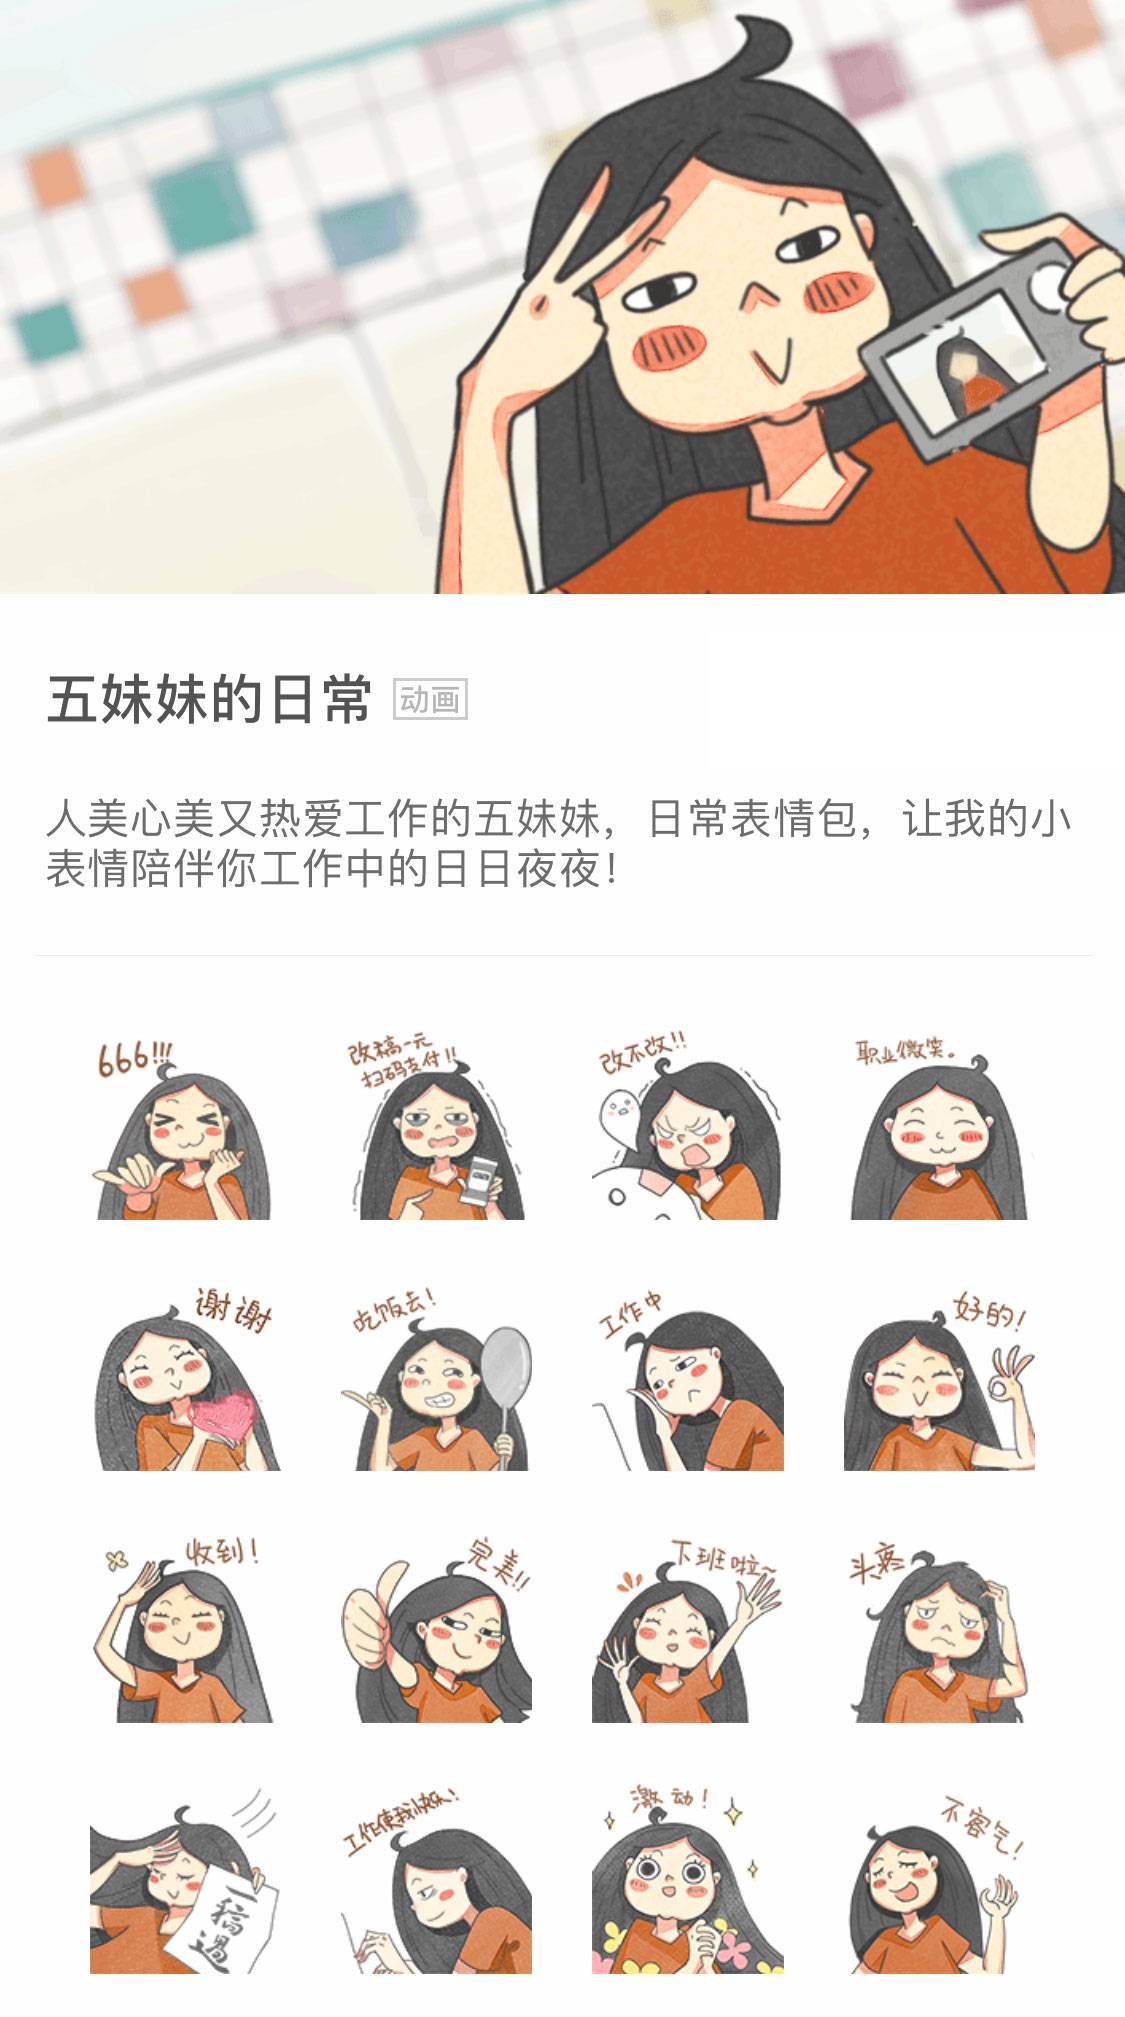 五妹妹的日常 动画
人美心美又热爱工作的五妹妹，日常表情包，让我的小
表情陪伴你工作中的日日夜夜！
666!!!
改稿一元
扫码支付!!
改不改!!
职业微笑。
谢谢
吃饭去！
工作中
好的！
收到！
完美!!
下班啦~
头疼
一稿過
工作使我快乐！
激动！
不客气！